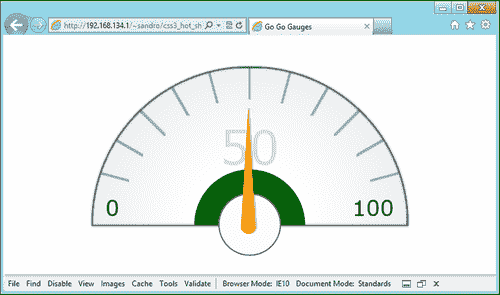 http://192.168.134.1/~sandro/css3_hot_sh
Go Go Gauges
50
0
100
File Find Disable View Images Cache Tools Validate Browser Mode: IE10 Document Mode: Standards